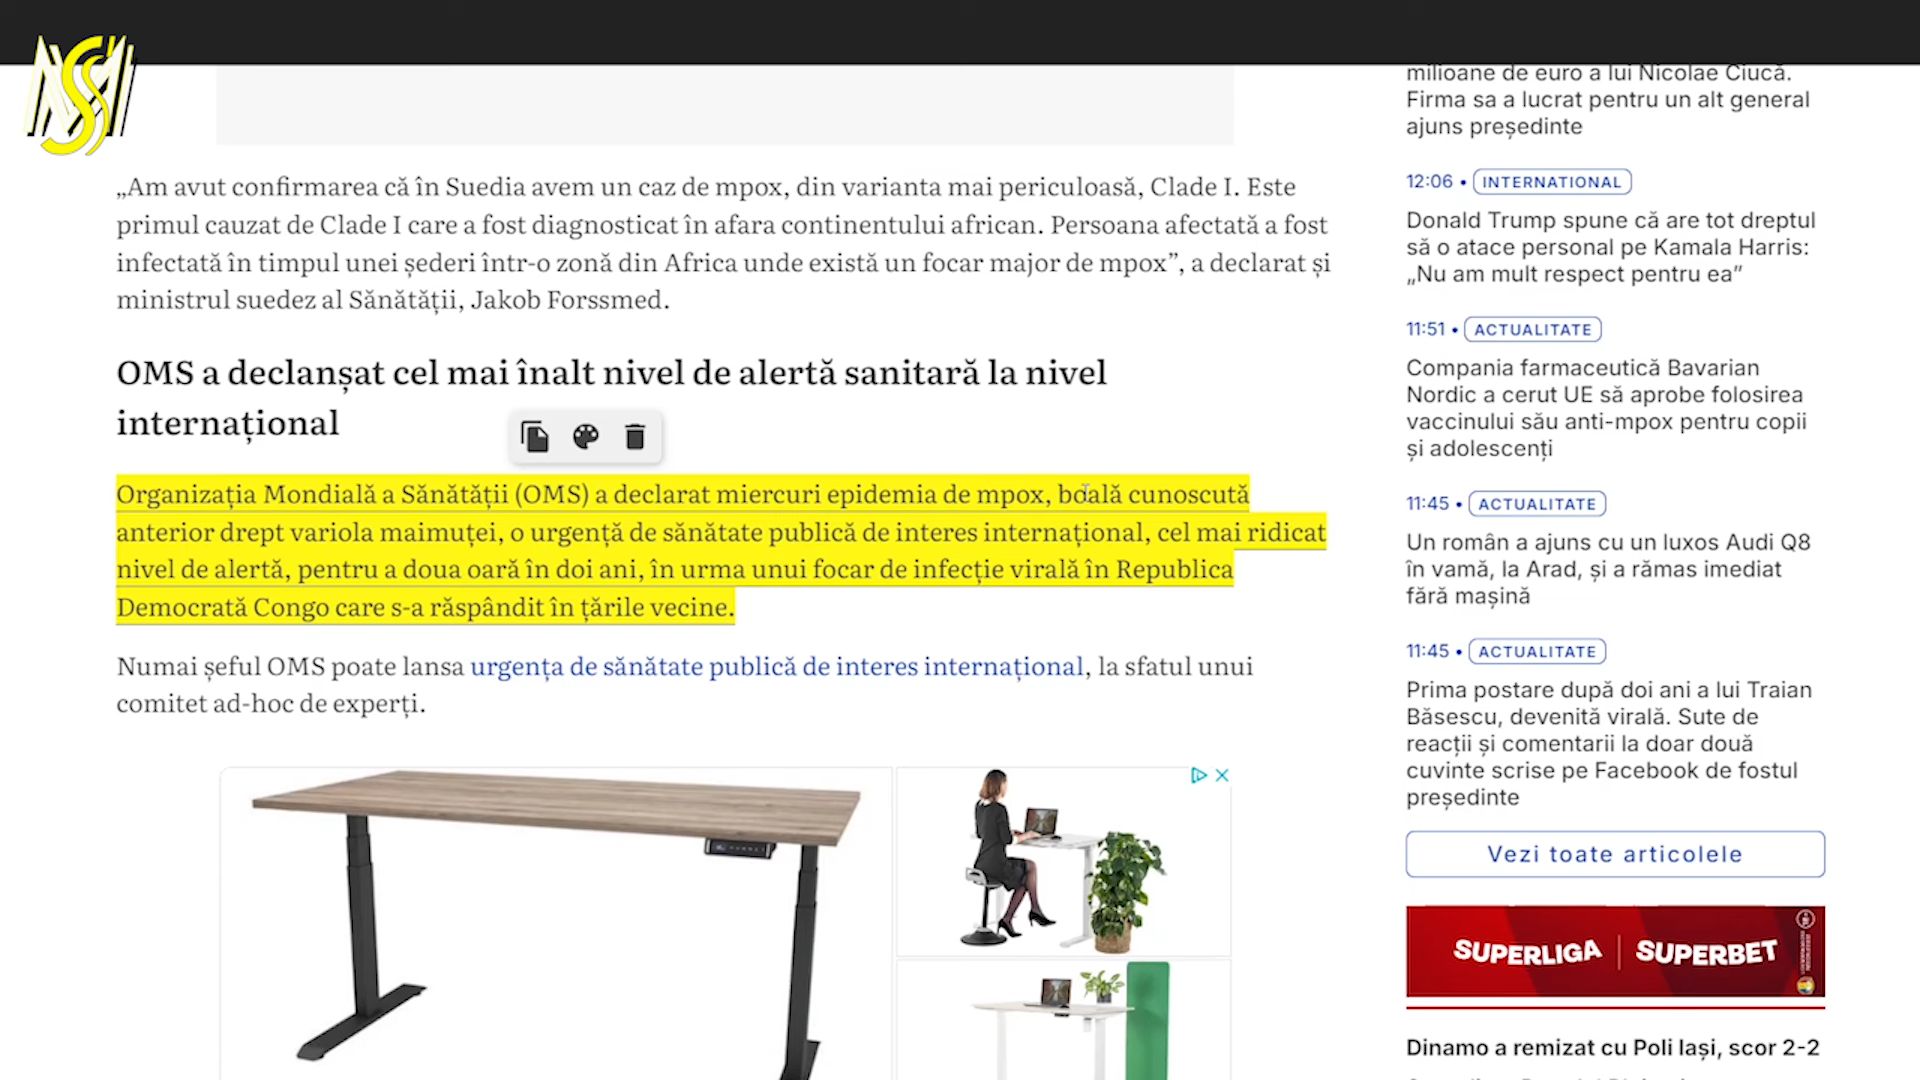 „Am avut confirmarea că în Suedia avem un caz de mpox, din varianta mai periculoasă, Clade I. Este
primul cauzat de Clade I care a fost diagnosticat în afara continentului african. Persoana afectată a fost
infectată în timpul unei șederi într-o zonă din Africa unde există un focar major de mpox”, a declarat și
ministrul suedez al Sănătății, Jakob Forssmed.
OMS a declanșat cel mai înalt nivel de alertă sanitară la nivel
internațional
Organizația Mondială a Sănătății (OMS) a declarat miercuri epidemia de mpox, boală cunoscută
anterior drept variola maimuței, o urgență de sănătate publică de interes internațional, cel mai ridicat
nivel de alertă, pentru a doua oară în doi ani, în urma unui focar de infecție virală în Republica
Democrată Congo care s-a răspândit în țările vecine.
Numai șeful OMS poate lansa urgența de sănătate publică de interes internațional, la sfatul unui
comitet ad-hoc de experți.
milioane de euro a lui Nicolae Ciucă.
Firma sa a lucrat pentru un alt general
ajuns președinte
12:06 • INTERNATIONAL
Donald Trump spune că are tot dreptul
să o atace personal pe Kamala Harris:
„Nu am mult respect pentru ea”
11:51 • ACTUALITATE
Compania farmaceutică Bavarian
Nordic a cerut UE să aprobe folosirea
vaccinului său anti-mpox pentru copii
și adolescenți
11:45 • ACTUALITATE
Un român a ajuns cu un luxos Audi Q8
în vamă, la Arad, și a rămas imediat
fără mașină
11:45 • ACTUALITATE
Prima postare după doi ani a lui Traian
Băsescu, devenită virală. Sute de
reacții și comentarii la doar două
cuvinte scrise pe Facebook de fostul
președinte
Vezi toate articolele
SUPERLIGA | SUPERBET
Dinamo a remizat cu Poli Iași, scor 2-2